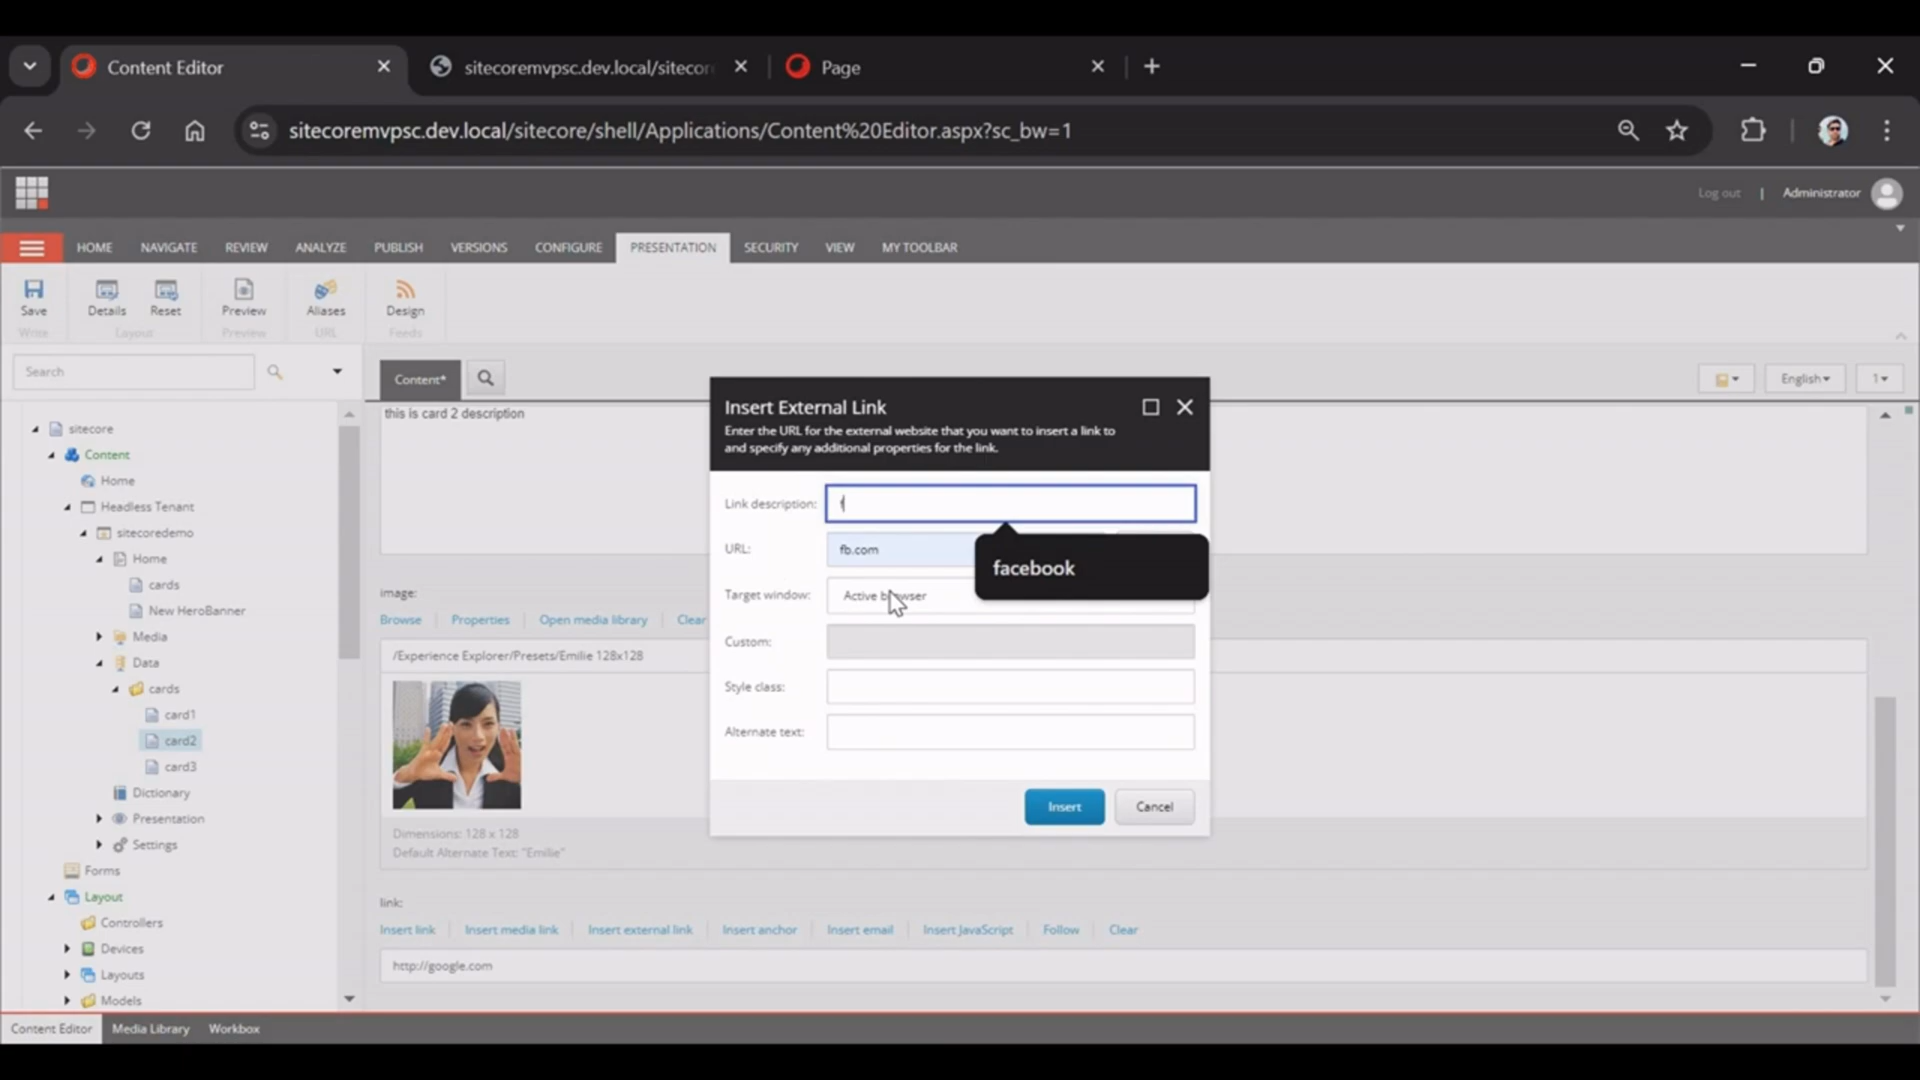 Content Editor
sitecoremvpsc.dev.local/sitecor
Page
sitecoremvpsc.dev.local/sitecore/shell/Applications/Content%20Editor.aspx?sc_bw=1
Log out | Administrator
HOME NAVIGATE REVIEW ANALYZE PUBLISH VERSIONS CONFIGURE PRESENTATION SECURITY VIEW MY TOOLBAR
Save Details Reset Preview Aliases Design
Write Layout Preview URL Feeds
Search
Content*
English
1
this is card 2 description
sitecore
Content
Home
Headless Tenant
sitecoredemo
Home
cards
New HeroBanner
Media
Data
cards
card1
card2
card3
Dictionary
Presentation
Settings
Forms
Layout
Controllers
Devices
Layouts
Models
image:
Browse Properties Open media library Clear
/Experience Explorer/Presets/Emilie 128x128
Dimensions: 128 x 128
Default Alternate Text: "Emilie"
link:
Insert link Insert media link Insert external link Insert anchor Insert email Insert JavaScript Follow Clear
http://google.com
Insert External Link
Enter the URL for the external website that you want to insert a link to
and specify any additional properties for the link.
Link description: f
facebook
URL: fb.com
Target window: Active browser
Custom:
Style class:
Alternate text:
Insert Cancel
Content Editor Media Library Workbox